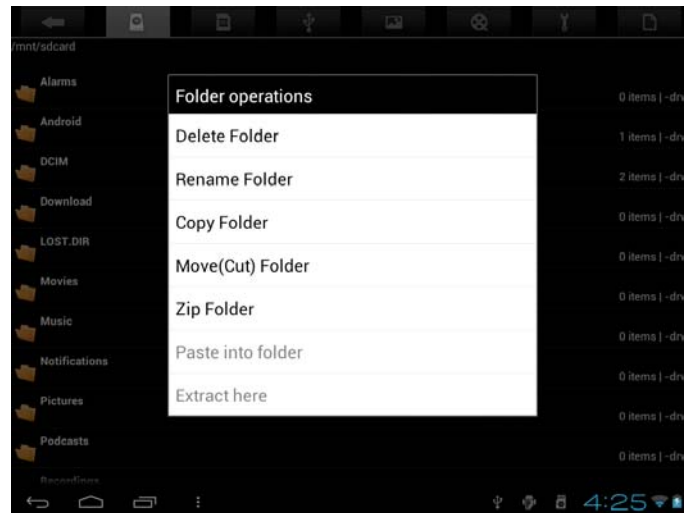 /mnt/sdcard
Alarms
0 items | -drw
Android
1 items | -drw
DCIM
2 items | -drw
Download
0 items | -drw
LOST.DIR
0 items | -drw
Movies
0 items | -drw
Music
0 items | -drw
Notifications
0 items | -drw
Pictures
0 items | -drw
Podcasts
0 items | -drw
Recordings
Folder operations
Delete Folder
Rename Folder
Copy Folder
Move(Cut) Folder
Zip Folder
Paste into folder
Extract here
4:25